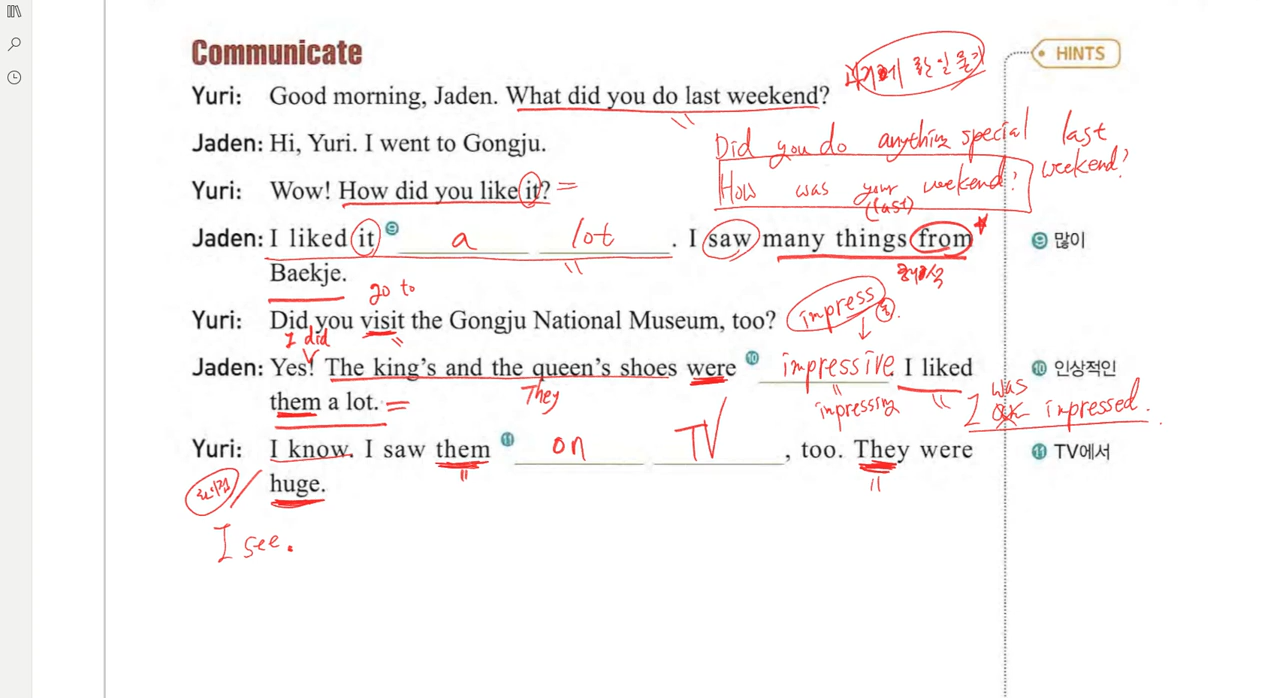 Communicate
HINTS
과거에 한 일 묻기
Yuri: Good morning, Jaden. What did you do last weekend?
Did you do anything special last weekend?
Jaden: Hi, Yuri. I went to Gongju.
How was your (last) weekend?
Yuri: Wow! How did you like it?
Jaden: I liked it ⑨ a lot. I saw many things from
⑨ 많이
Baekje.
go to
impress
Yuri: Did you visit the Gongju National Museum, too?
I did
Jaden: Yes! The king's and the queen's shoes were ⑩ impressive I liked
⑩ 인상적인
They
impressing
was
I impressed.
them a lot.
Yuri: I know. I saw them ⑪ on TV, too. They were
⑪ TV에서
huge.
I see.